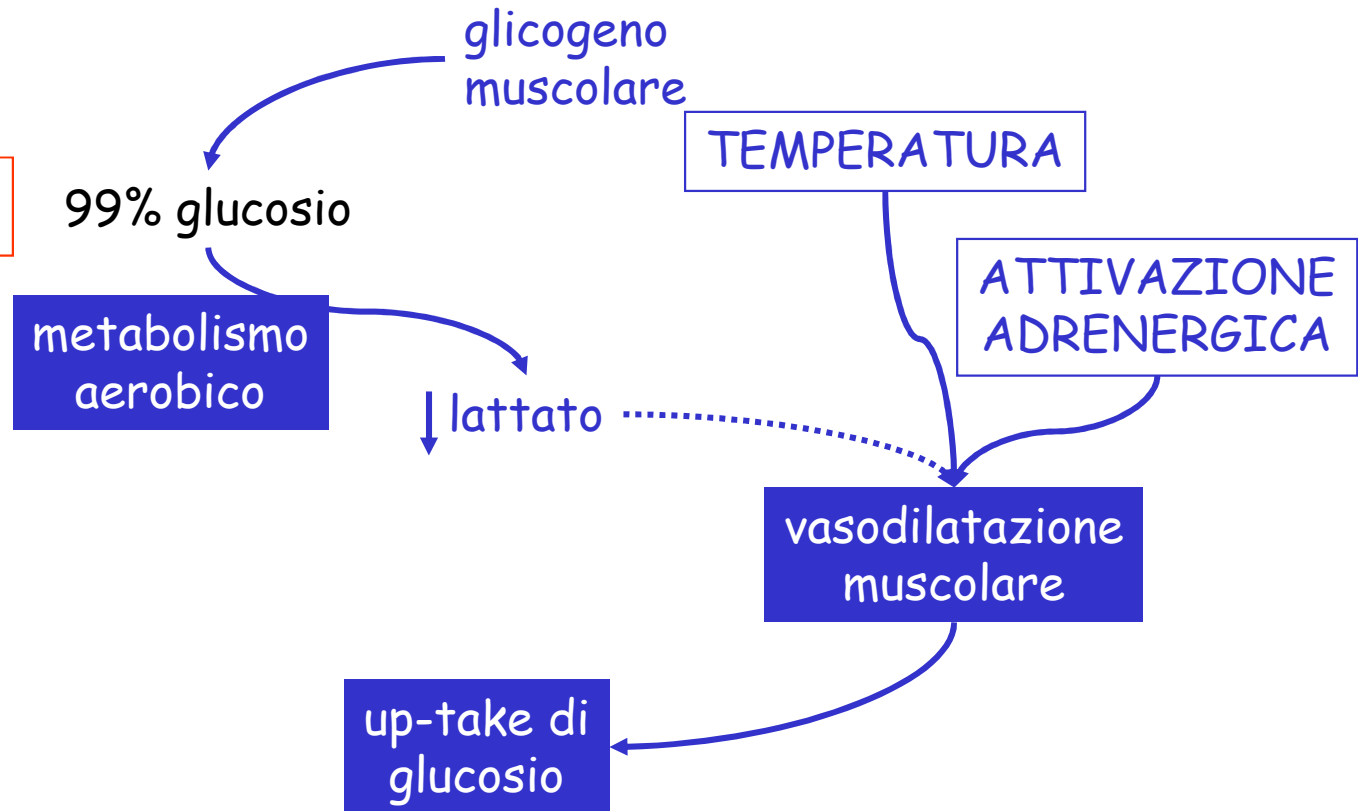 glicogeno
muscolare
TEMPERATURA
99% glucosio
ATTIVAZIONE
ADRENERGICA
metabolismo
aerobico
lattato
vasodilatazione
muscolare
up-take di
glucosio